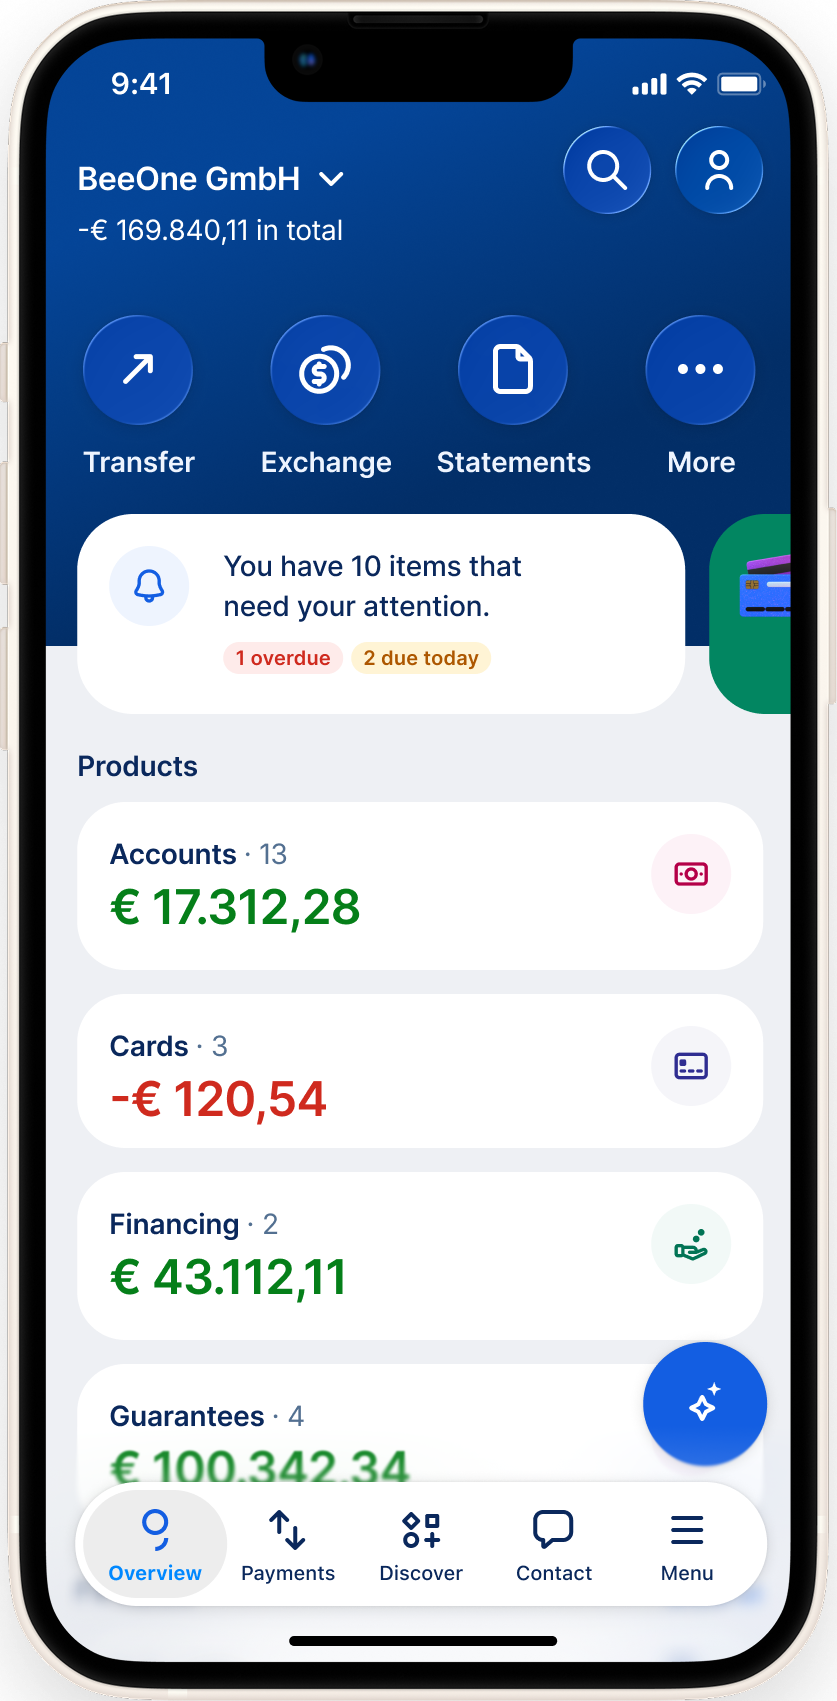 9:41
BeeOne GmbH
-€ 169.840,11 in total
Transfer
Exchange
Statements
More
You have 10 items that
need your attention.
1 overdue
2 due today
Products
Accounts · 13
€ 17.312,28
Cards · 3
-€ 120,54
Financing · 2
€ 43.112,11
Guarantees · 4
€ 100.342,34
Overview
Payments
Discover
Contact
Menu